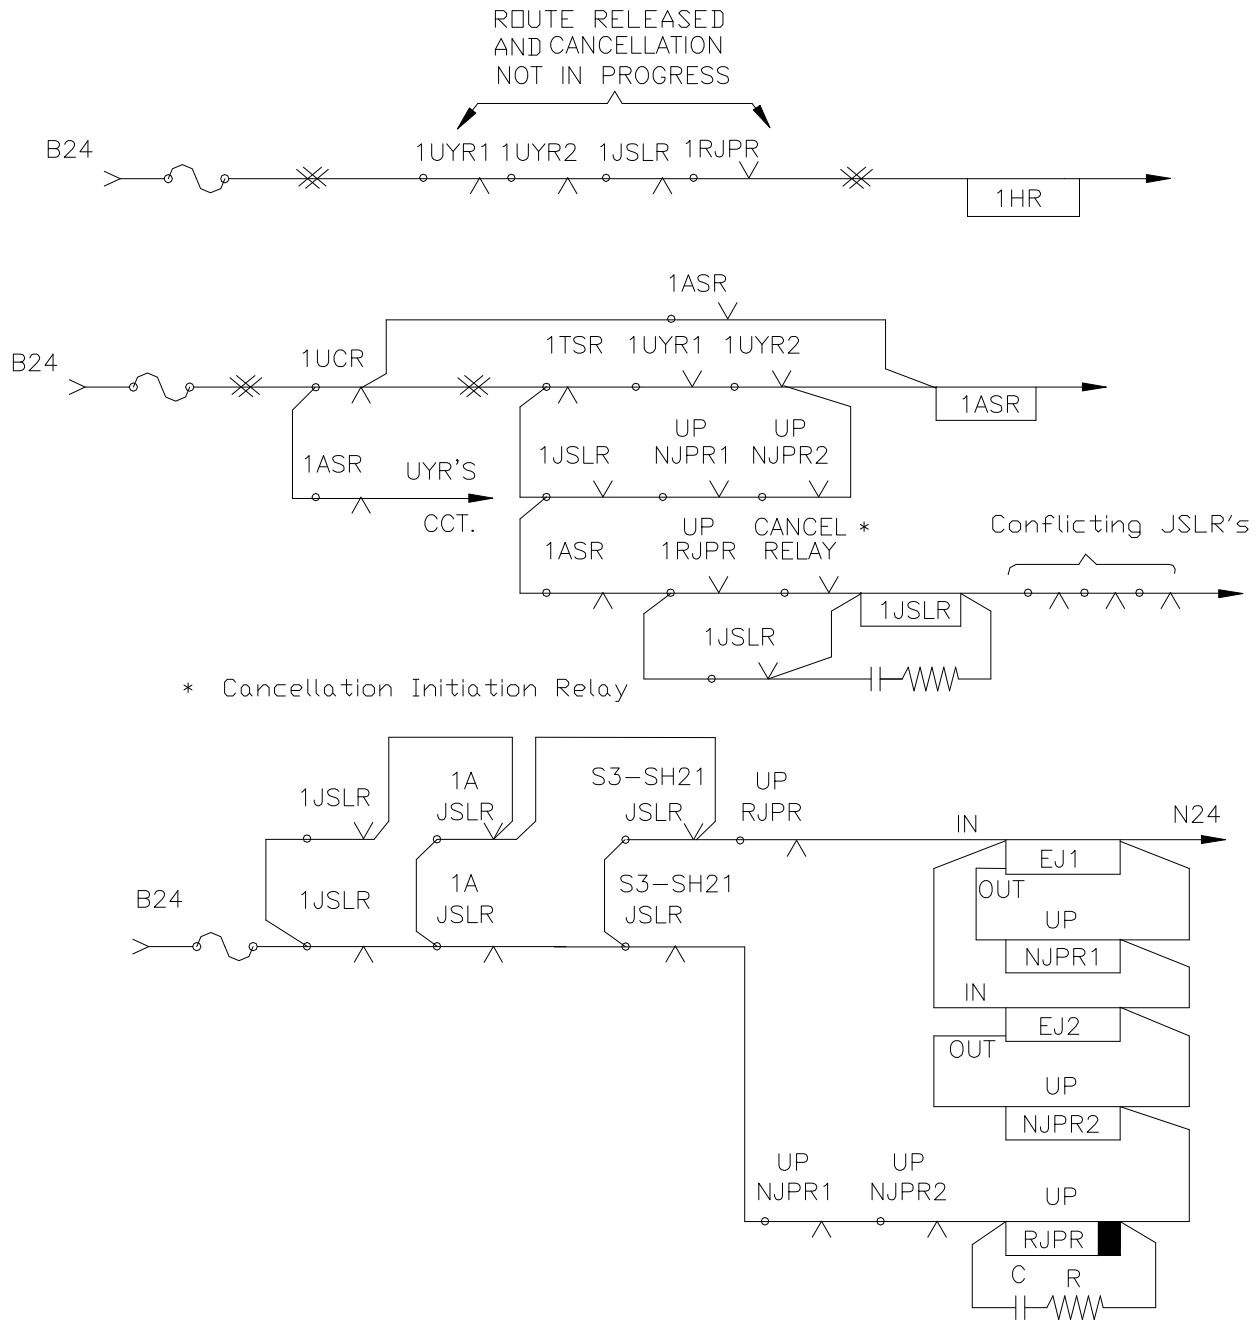 ROUTE RELEASED
AND CANCELLATION
NOT IN PROGRESS
B24
1UYR1 1UYR2 1JSLR 1RJPR
1HR
1ASR
B24
1UCR
1TSR 1UYR1 1UYR2
1ASR
1ASR
UYR'S
CCT.
1JSLR
UP
NJPR1
UP
NJPR2
1ASR
UP
1RJPR
CANCEL *
RELAY
Conflicting JSLR's
1JSLR
1JSLR
* Cancellation Initiation Relay
1JSLR
1A
JSLR
S3-SH21
JSLR
UP
RJPR
IN
N24
EJ1
OUT
B24
1JSLR
1A
JSLR
S3-SH21
JSLR
UP
NJPR1
IN
EJ2
OUT
UP
NJPR2
UP
NJPR1
UP
NJPR2
UP
RJPR
C
R